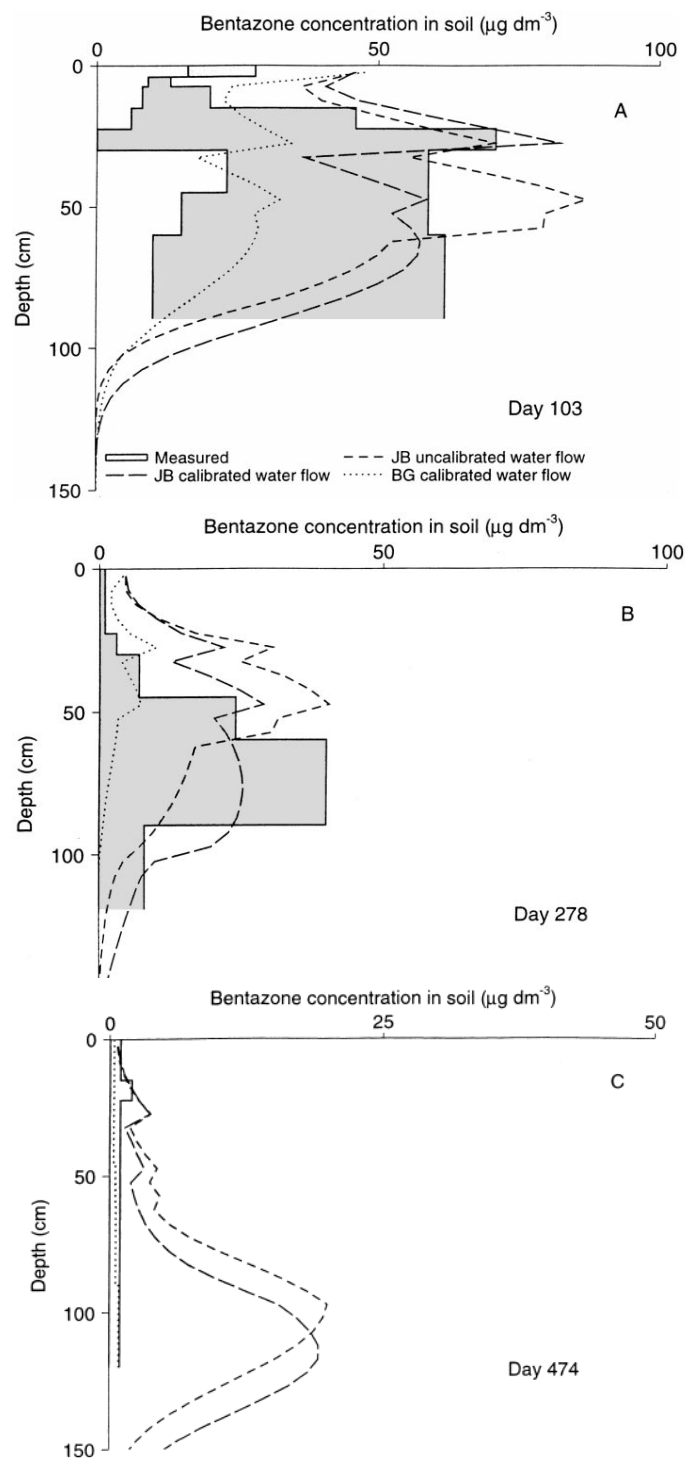 Bentazone concentration in soil (μg dm-3)
0 50 100
0
50
100
150
Depth (cm)
A
Day 103
Measured
JB uncalibrated water flow
JB calibrated water flow
BG calibrated water flow
Bentazone concentration in soil (μg dm-3)
0 50 100
0
50
100
Depth (cm)
B
Day 278
Bentazone concentration in soil (μg dm-3)
0 25 50
0
50
100
150
Depth (cm)
C
Day 474